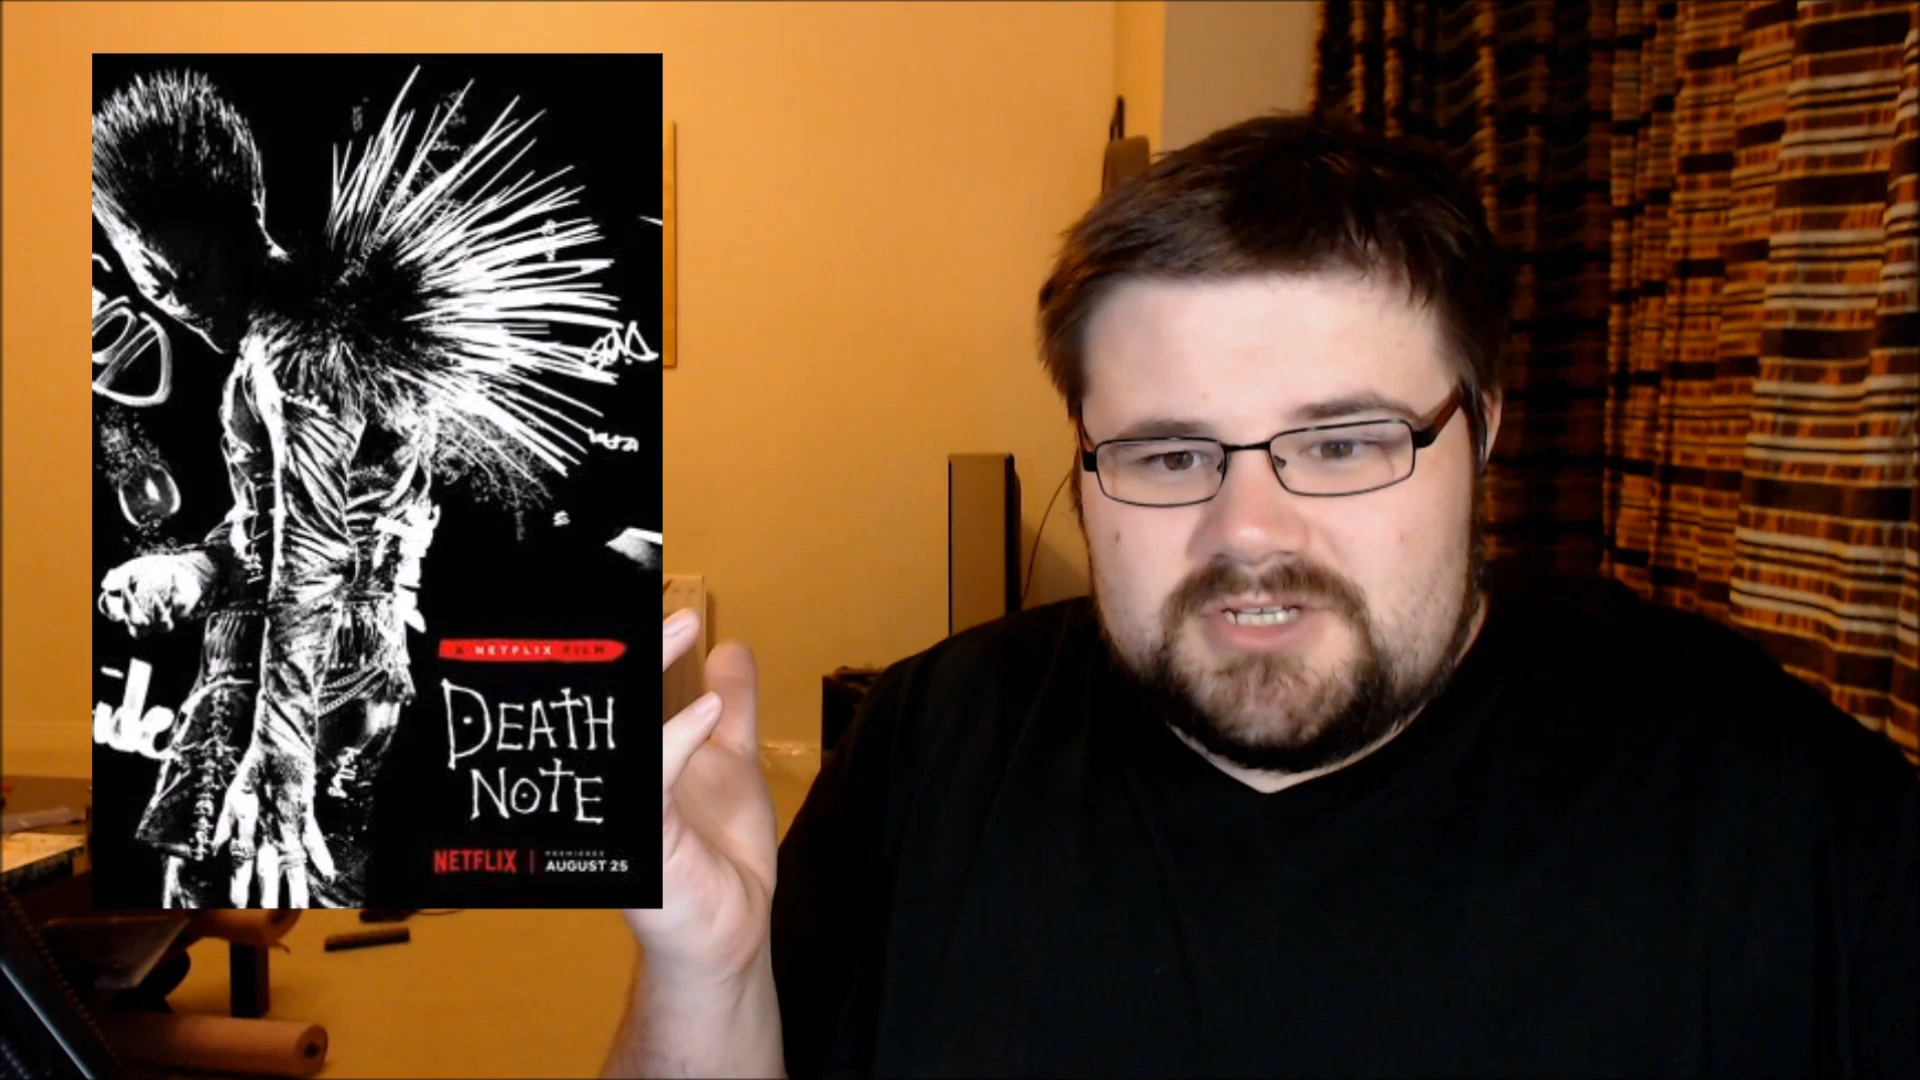 A NETFLIX FILM
DEATH
NOTE
NETFLIX | PREMIERES
AUGUST 25